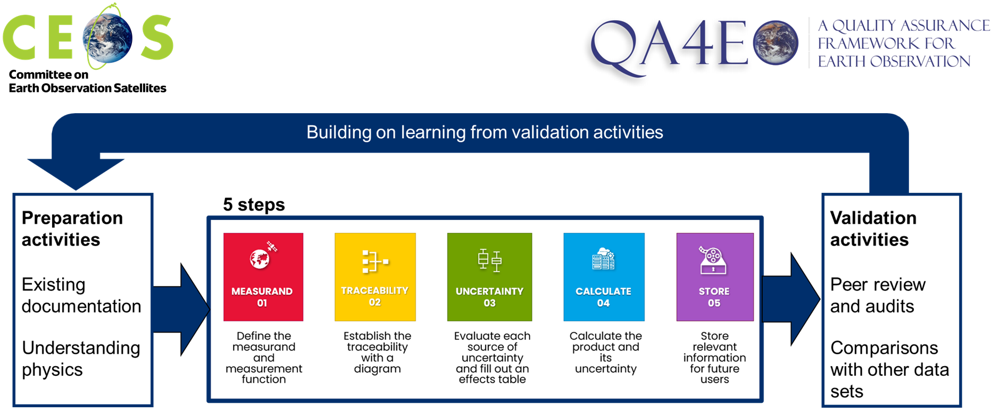 CEOS
Committee on
Earth Observation Satellites
QA4EO
A QUALITY ASSURANCE
FRAMEWORK FOR
EARTH OBSERVATION
Building on learning from validation activities
Preparation
activities
Existing
documentation
Understanding
physics
5 steps
MEASURAND
01
Define the
measurand
and
measurement
function
TRACEABILITY
02
Establish the
traceability
with a
diagram
UNCERTAINTY
03
Evaluate each
source of
uncertainty
and fill out an
effects table
CALCULATE
04
Calculate the
product and
its
uncertainty
STORE
05
Store
relevant
information
for future
users
Validation
activities
Peer review
and audits
Comparisons
with other data
sets